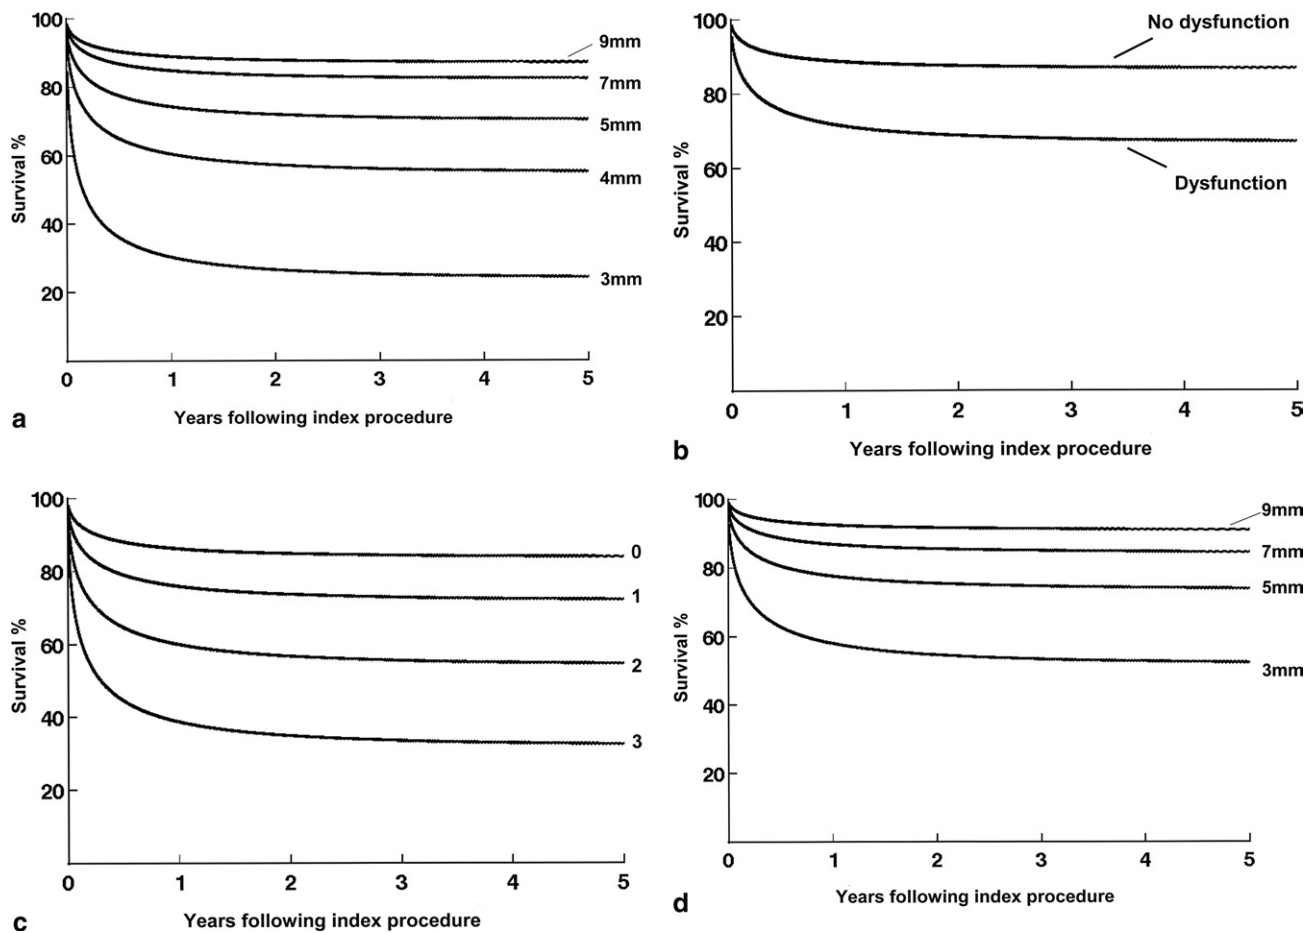 100
80
60
40
20
Survival %
9mm
7mm
5mm
4mm
3mm
0 1 2 3 4 5
Years following index procedure
a
100
80
60
40
20
Survival %
No dysfunction
Dysfunction
0 1 2 3 4 5
Years following index procedure
b
100
80
60
40
20
Survival %
0
1
2
3
0 1 2 3 4 5
Years following index procedure
c
100
80
60
40
20
Survival %
9mm
7mm
5mm
3mm
0 1 2 3 4 5
Years following index procedure
d